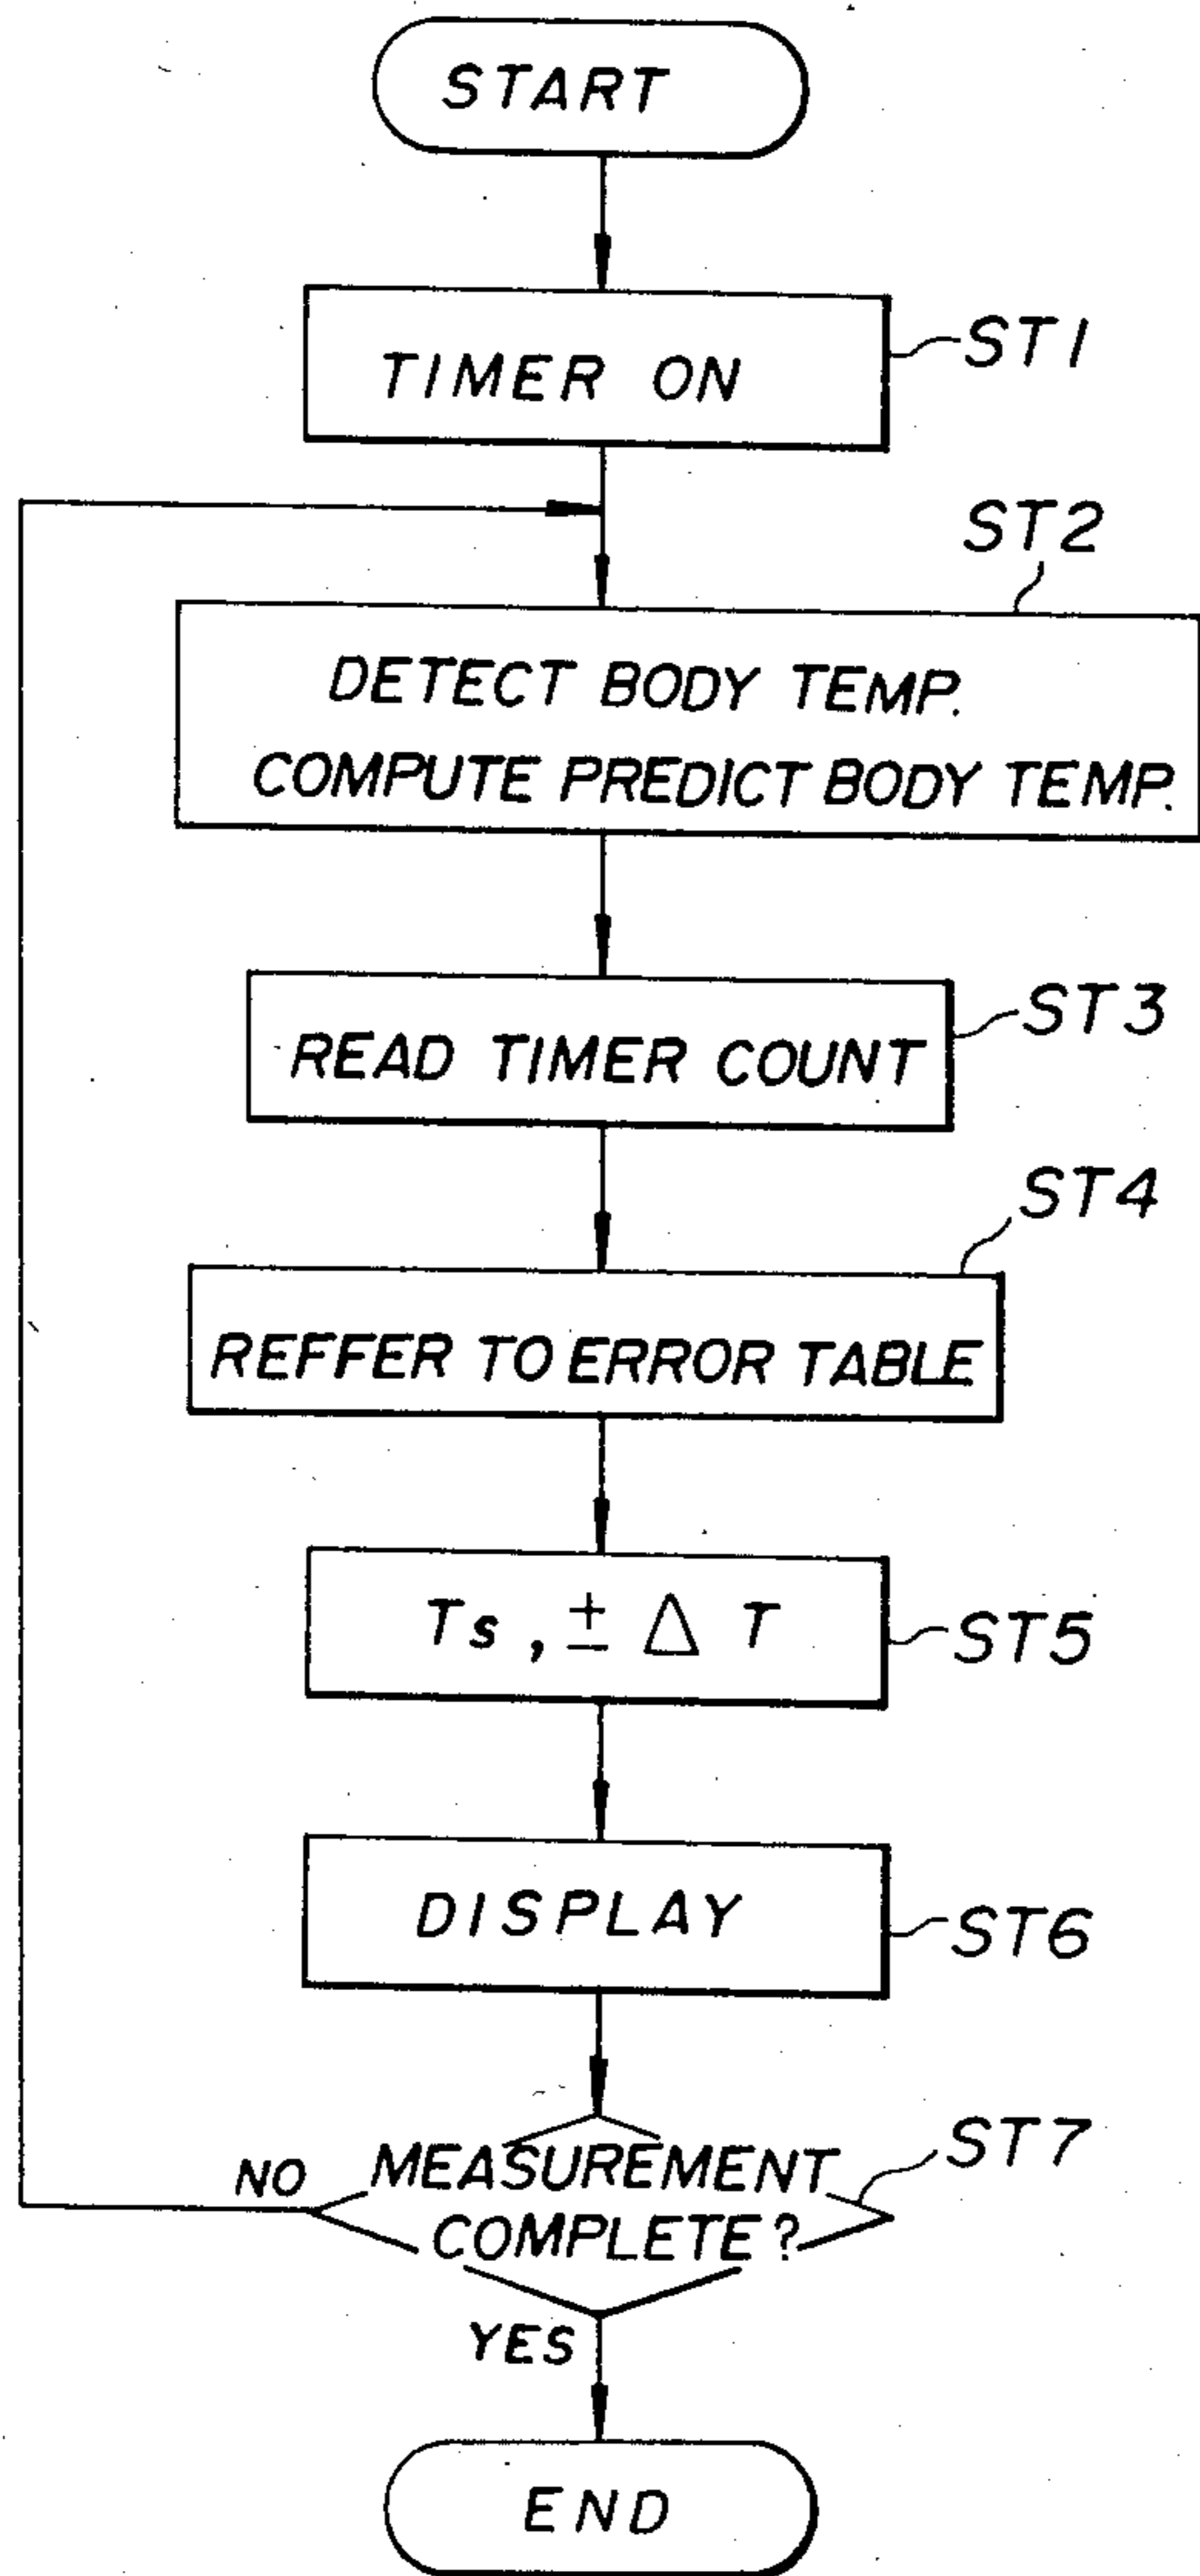 START
TIMER ON
ST1
ST2
DETECT BODY TEMP.
COMPUTE PREDICT BODY TEMP.
READ TIMER COUNT
ST3
ST4
REFFER TO ERROR TABLE
Ts , ± Δ T
ST5
DISPLAY
ST6
NO
MEASUREMENT
COMPLETE?
ST7
YES
END